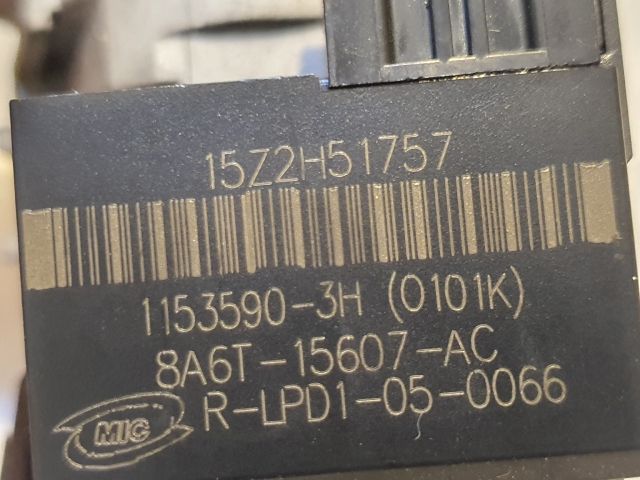 15Z2H51757
1153590-3H (0101K)
8A6T-15607-AC
R-LPD1-05-0066
MIC